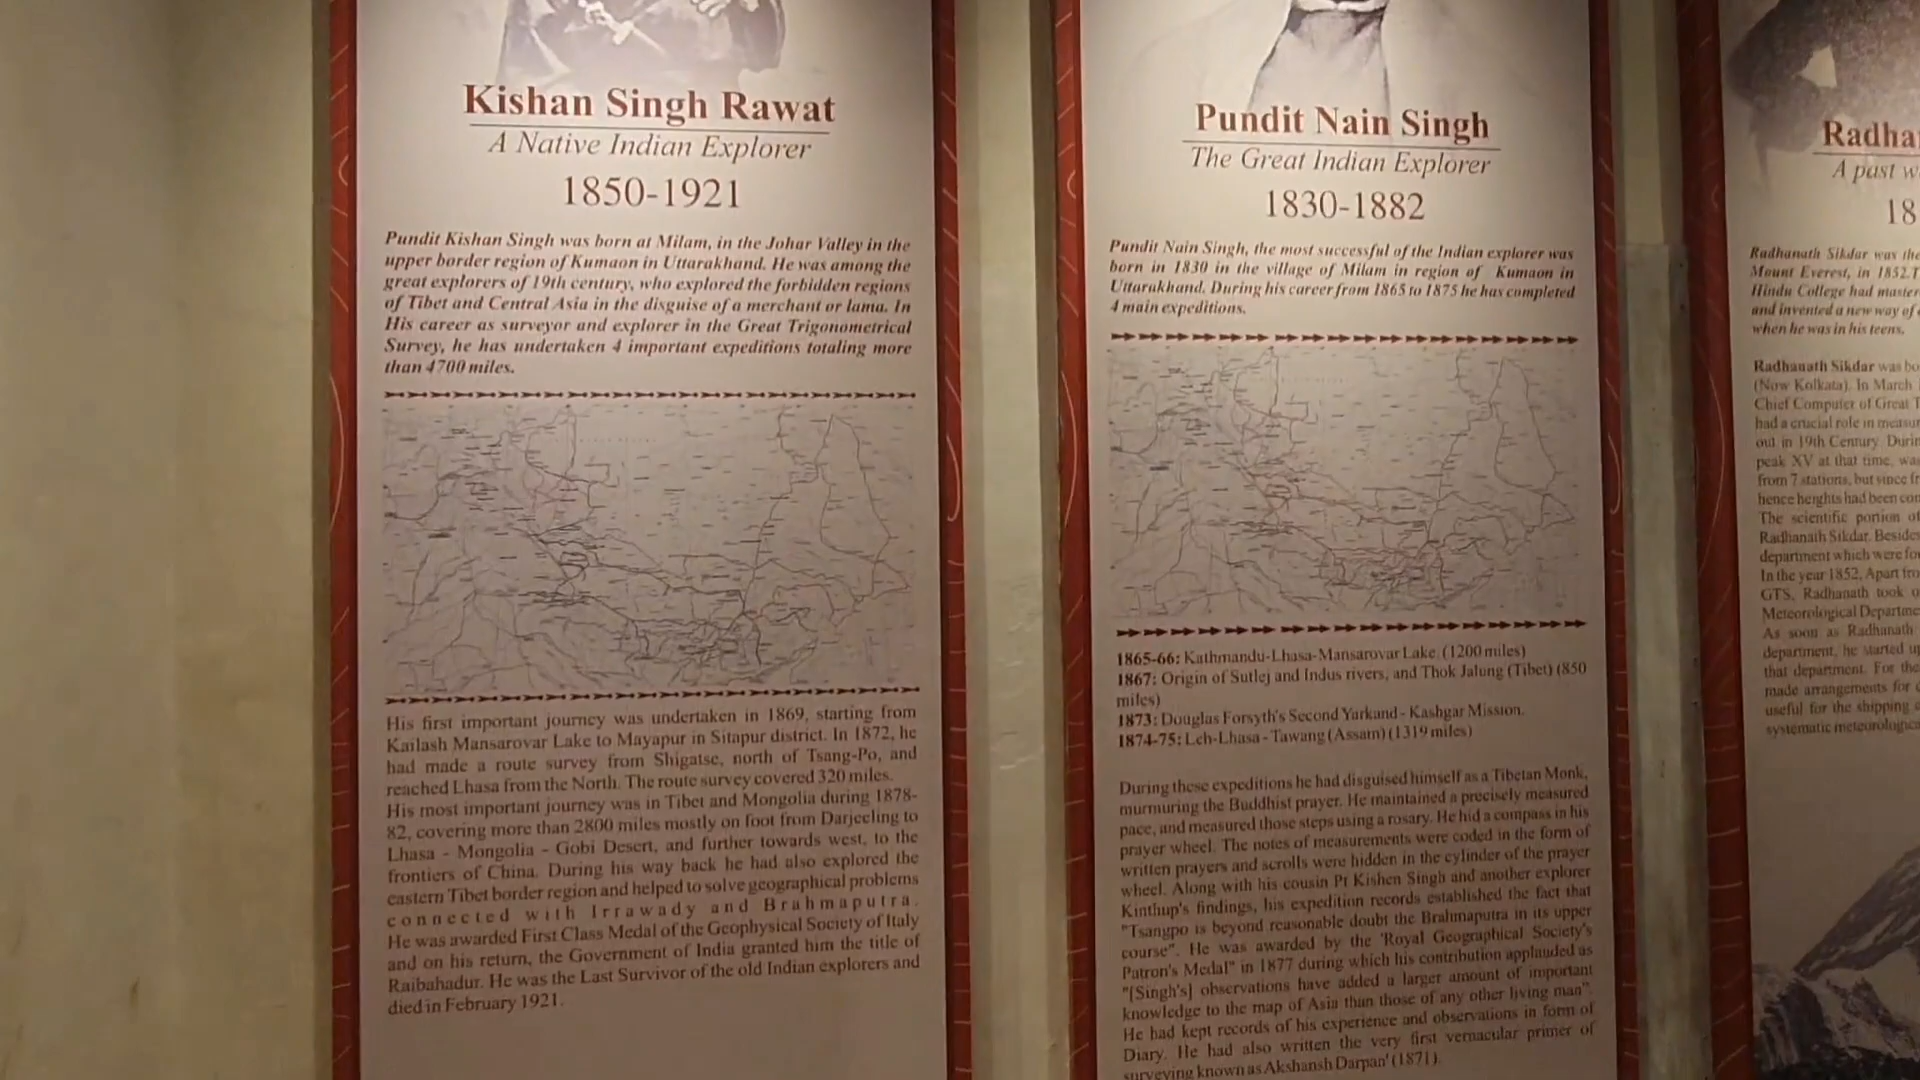 Kishan Singh Rawat
A Native Indian Explorer
1850-1921
Pundit Kishan Singh was born at Milam, in the Johar Valley in the
upper border region of Kumaon in Uttarakhand. He was among the
great explorers of 19th century, who explored the forbidden regions
of Tibet and Central Asia in the disguise of a merchant or lama. In
His career as surveyor and explorer in the Great Trigonometrical
Survey, he has undertaken 4 important expeditions totaling more
than 4700 miles.
His first important journey was undertaken in 1869, starting from
Kailash Mansarovar Lake to Mayapur in Sitapur district. In 1872, he
had made a route survey from Shigatse, north of Tsang-Po, and
reached Lhasa from the North. The route survey covered 320 miles.
His most important journey was in Tibet and Mongolia during 1878-
82, covering more than 2800 miles mostly on foot from Darjeeling to
Lhasa - Mongolia - Gobi Desert, and further towards west, to the
frontiers of China. During his way back he had also explored the
eastern Tibet border region and helped to solve geographical problems
connected with Irrawady and Brahmaputra.
He was awarded First Class Medal of the Geophysical Society of Italy
and on his return, the Government of India granted him the title of
Raibahadur. He was the Last Survivor of the old Indian explorers and
died in February 1921.
Pundit Nain Singh
The Great Indian Explorer
1830-1882
Pundit Nain Singh, the most successful of the Indian explorer was
born in 1830 in the village of Milam in region of Kumaon in
Uttarakhand. During his career from 1865 to 1875 he has completed
4 main expeditions.
1865-66: Kathmandu-Lhasa-Mansarovar Lake. (1200 miles)
1867: Origin of Sutlej and Indus rivers, and Thok Jalung (Tibet) (850
miles)
1873: Douglas Forsyth's Second Yarkand - Kashgar Mission.
1874-75: Leh-Lhasa - Tawang (Assam) (1319 miles)
During these expeditions he had disguised himself as a Tibetan Monk,
murmuring the Buddhist prayer. He maintained a precisely measured
pace, and measured those steps using a rosary. He hid a compass in his
prayer wheel. The notes of measurements were coded in the form of
written prayers and scrolls were hidden in the cylinder of the prayer
wheel. Along with his cousin Pt Kishen Singh and another explorer
Kinthup's findings, his expedition records established the fact that
"Tsangpo is beyond reasonable doubt the Brahmaputra in its upper
course". He was awarded by the 'Royal Geographical Society's
Patron's Medal" in 1877 during which his contribution applauded as
"[Singh's] observations have added a larger amount of important
knowledge to the map of Asia than those of any other living man".
He had kept records of his experience and observations in form of
Diary. He had also written the very first vernacular primer of
surveying known as Akshansh Darpan' (1871).
Radha
A past w
18
Radhanath Sikdar was the
Mount Everest, in 1852.T
Hindu College had master
and invented a new way of
when he was in his teens.
Radhanath Sikdar was bo
(Now Kolkata). In March
Chief Computer of Great T
had a crucial role in measur
out in 19th Century. Durin
peak XV at that time, was
from 7 stations, but since fr
hence heights had been con
The scientific portion of
Radhanath Sikdar. Besides
department which were fo
In the year 1852, Apart fro
GTS, Radhanath took o
Meteorological Departme
As soon as Radhanath
department, he started up
that department. For the
made arrangements for
useful for the shipping
systematic meteorologica